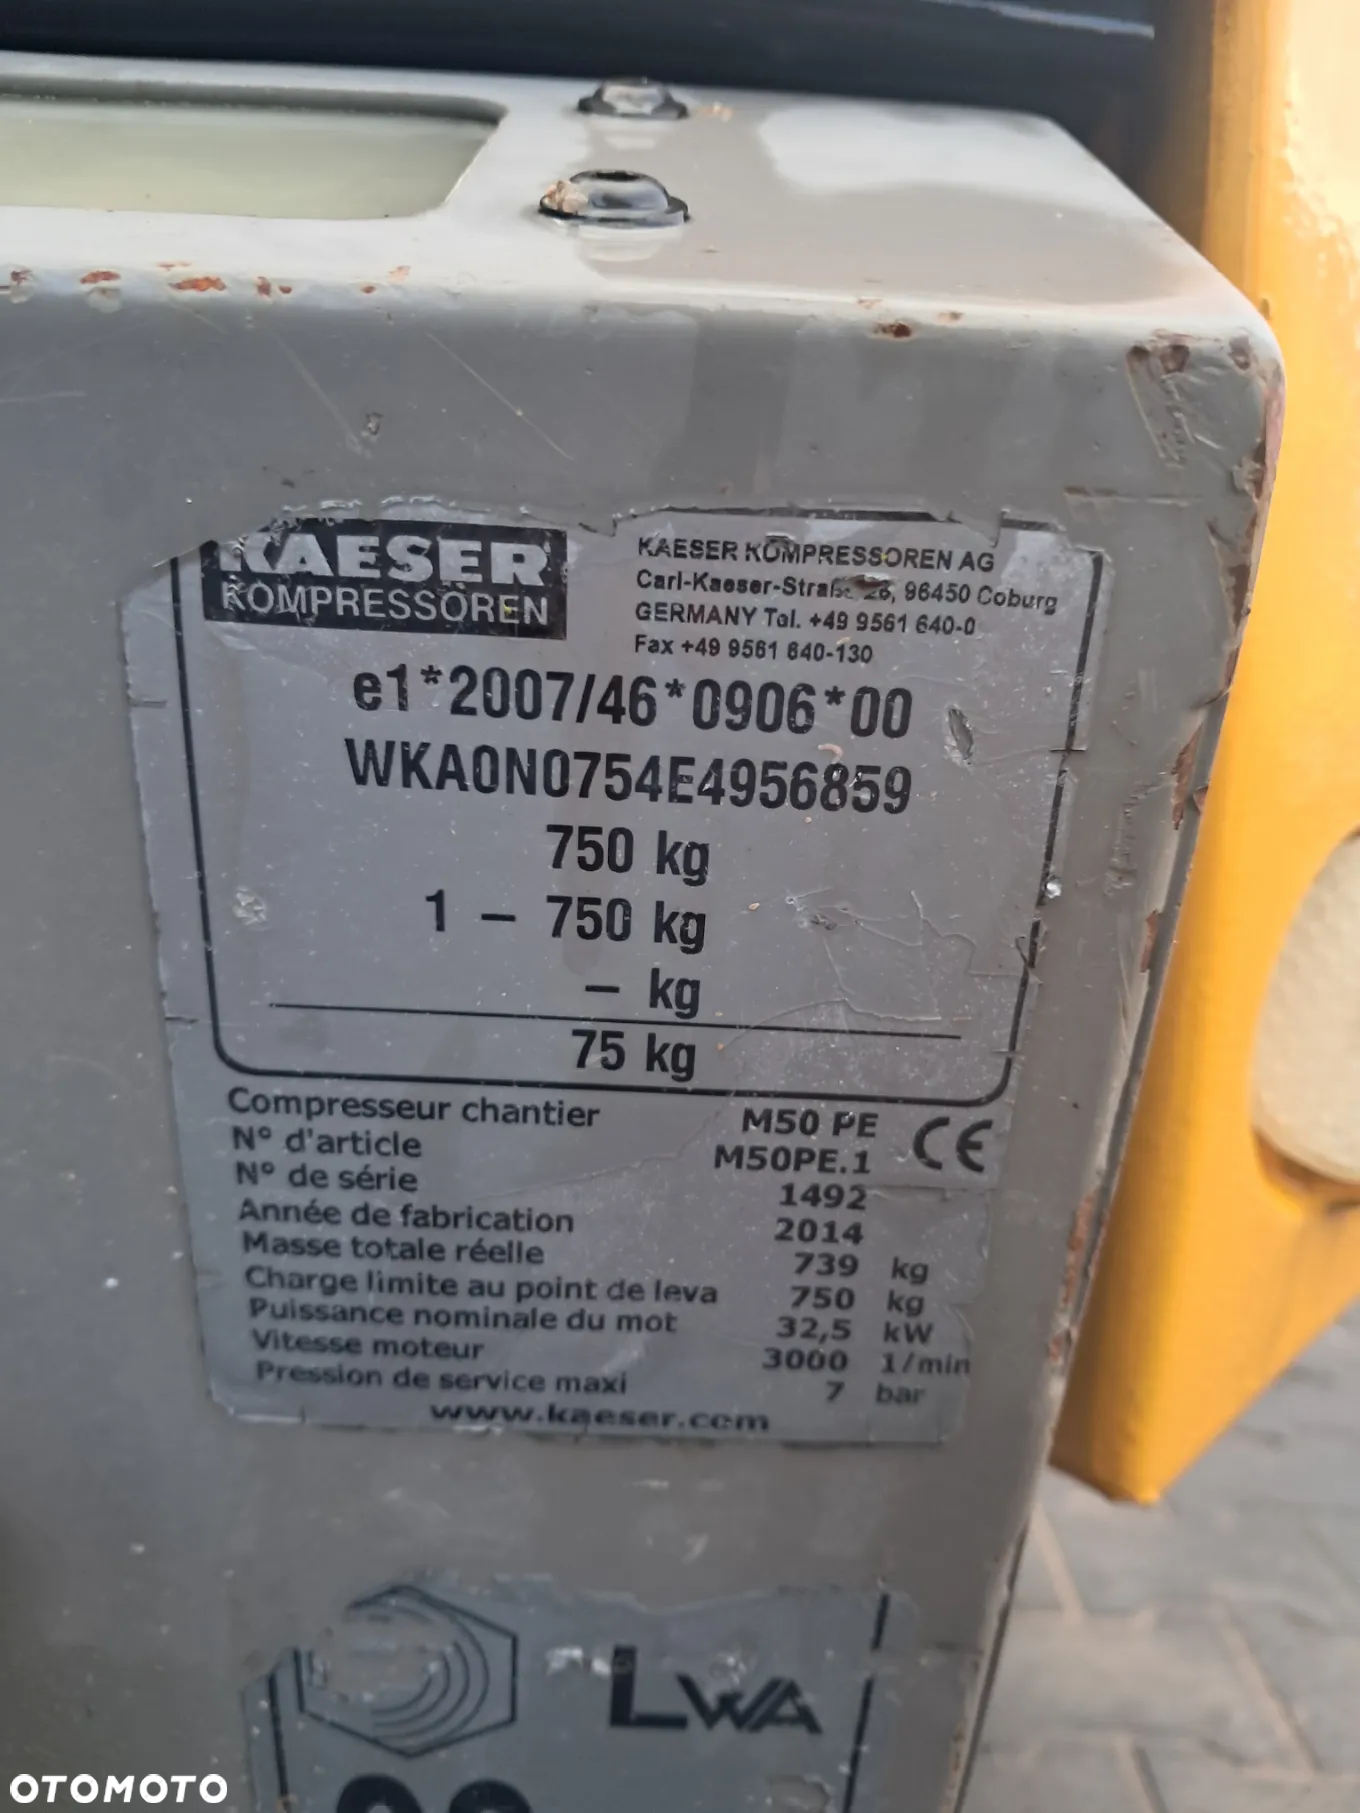 KAESER
KOMPRESSOREN
KAESER KOMPRESSOREN AG
Carl-Kaeser-Straße 26, 96450 Coburg
GERMANY Tel. +49 9561 640-0
Fax +49 9561 640-130
e1*2007/46*0906*00
WKA0N0754E4956859
750 kg
1 – 750 kg
– kg
75 kg
Compresseur chantier M50 PE CE
N° d'article M50PE.1
N° de série 1492
Année de fabrication 2014
Masse totale réelle 739 kg
Charge limite au point de leva 750 kg
Puissance nominale du mot 32,5 kW
Vitesse moteur 3000 1/min
Pression de service maxi 7 bar
www.kaeser.com
LWA
OTOMOTO